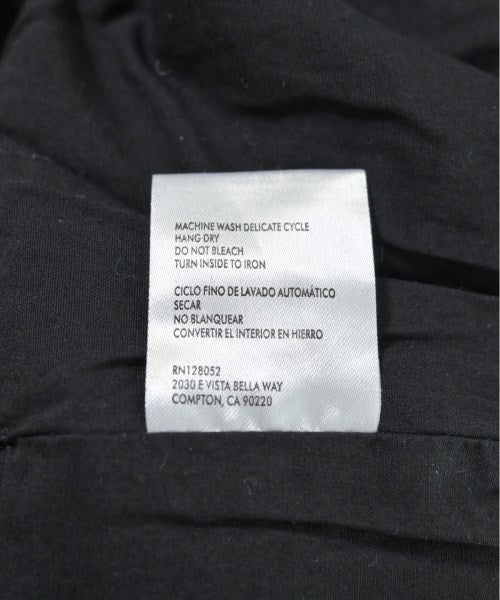 MACHINE WASH DELICATE CYCLE
HANG DRY
DO NOT BLEACH
TURN INSIDE TO IRON
CICLO FINO DE LAVADO AUTOMÁTICO
SECAR
NO BLANQUEAR
CONVERTIR EL INTERIOR EN HIERRO
RN128052
2030 E VISTA BELLA WAY
COMPTON, CA 90220